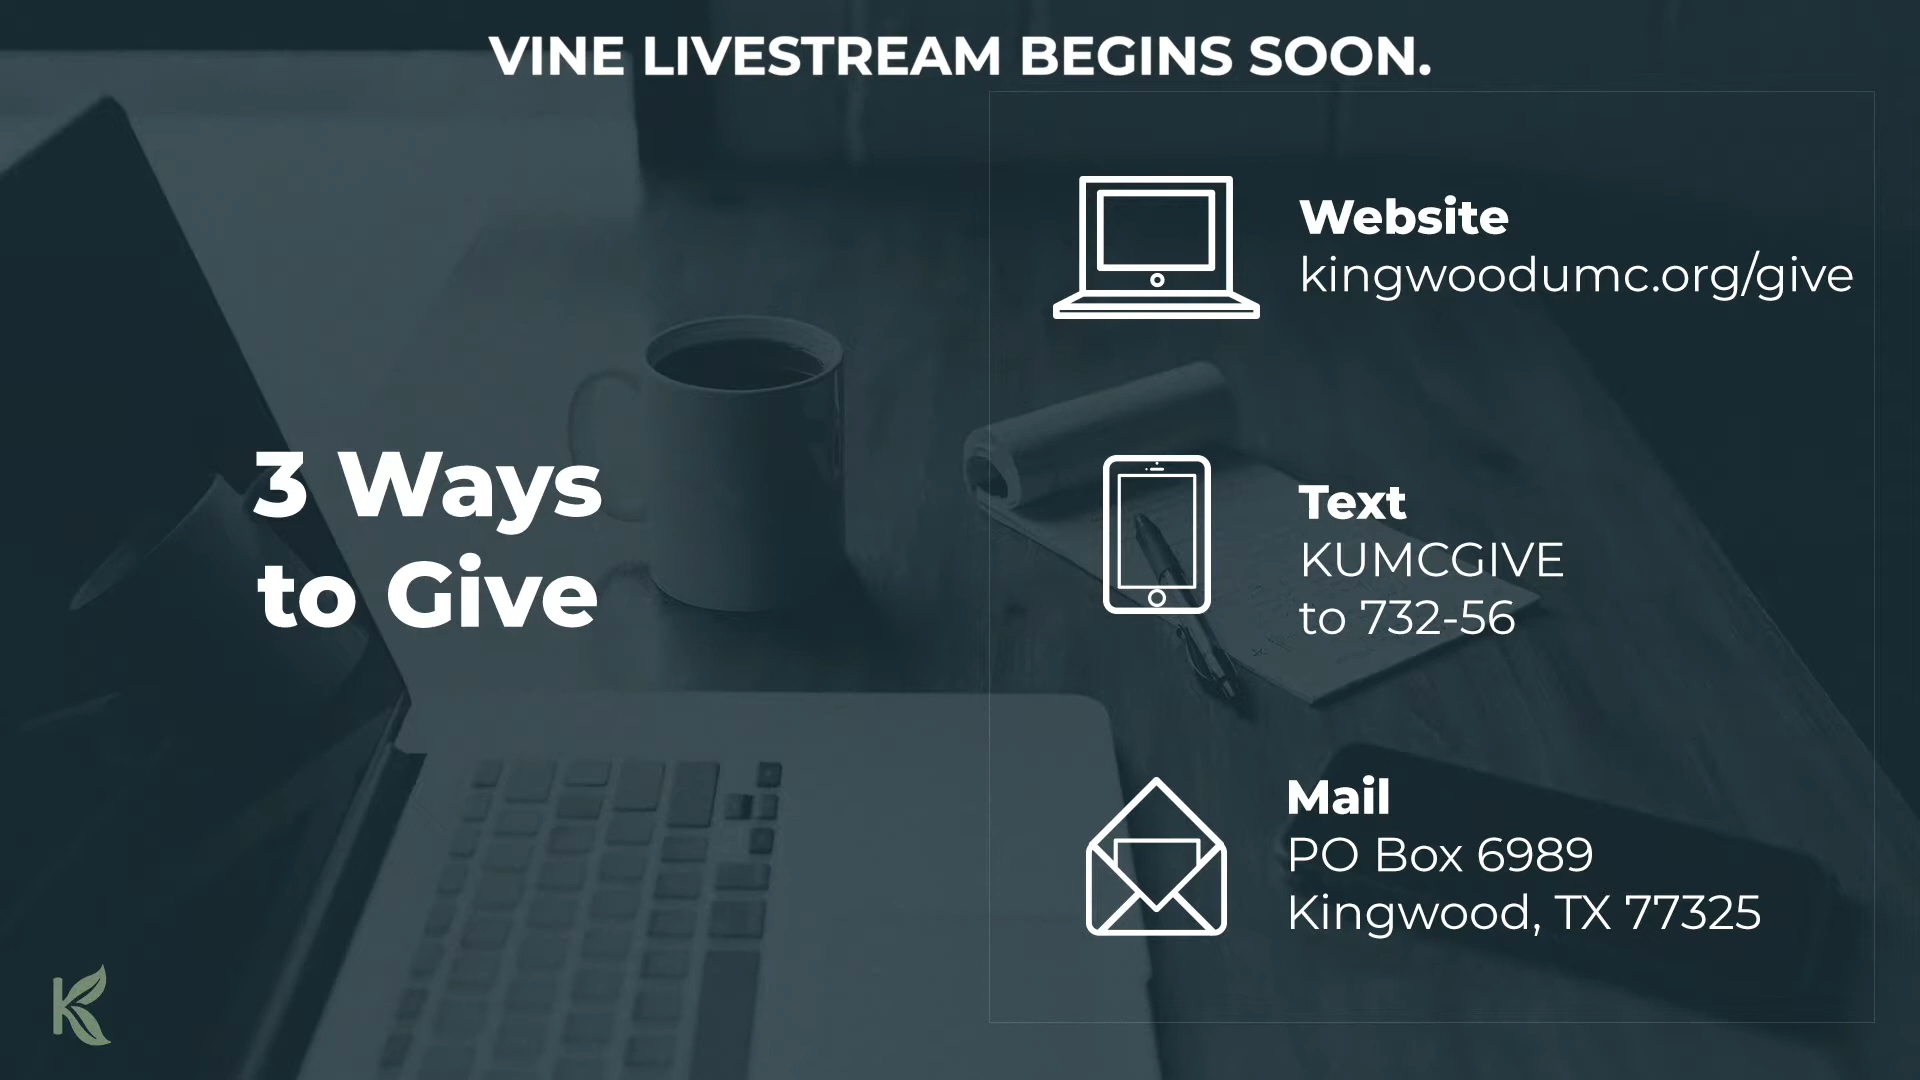 VINE LIVESTREAM BEGINS SOON.
3 Ways
to Give
Website
kingwoodumc.org/give
Text
KUMCGIVE
to 732-56
Mail
PO Box 6989
Kingwood, TX 77325
K